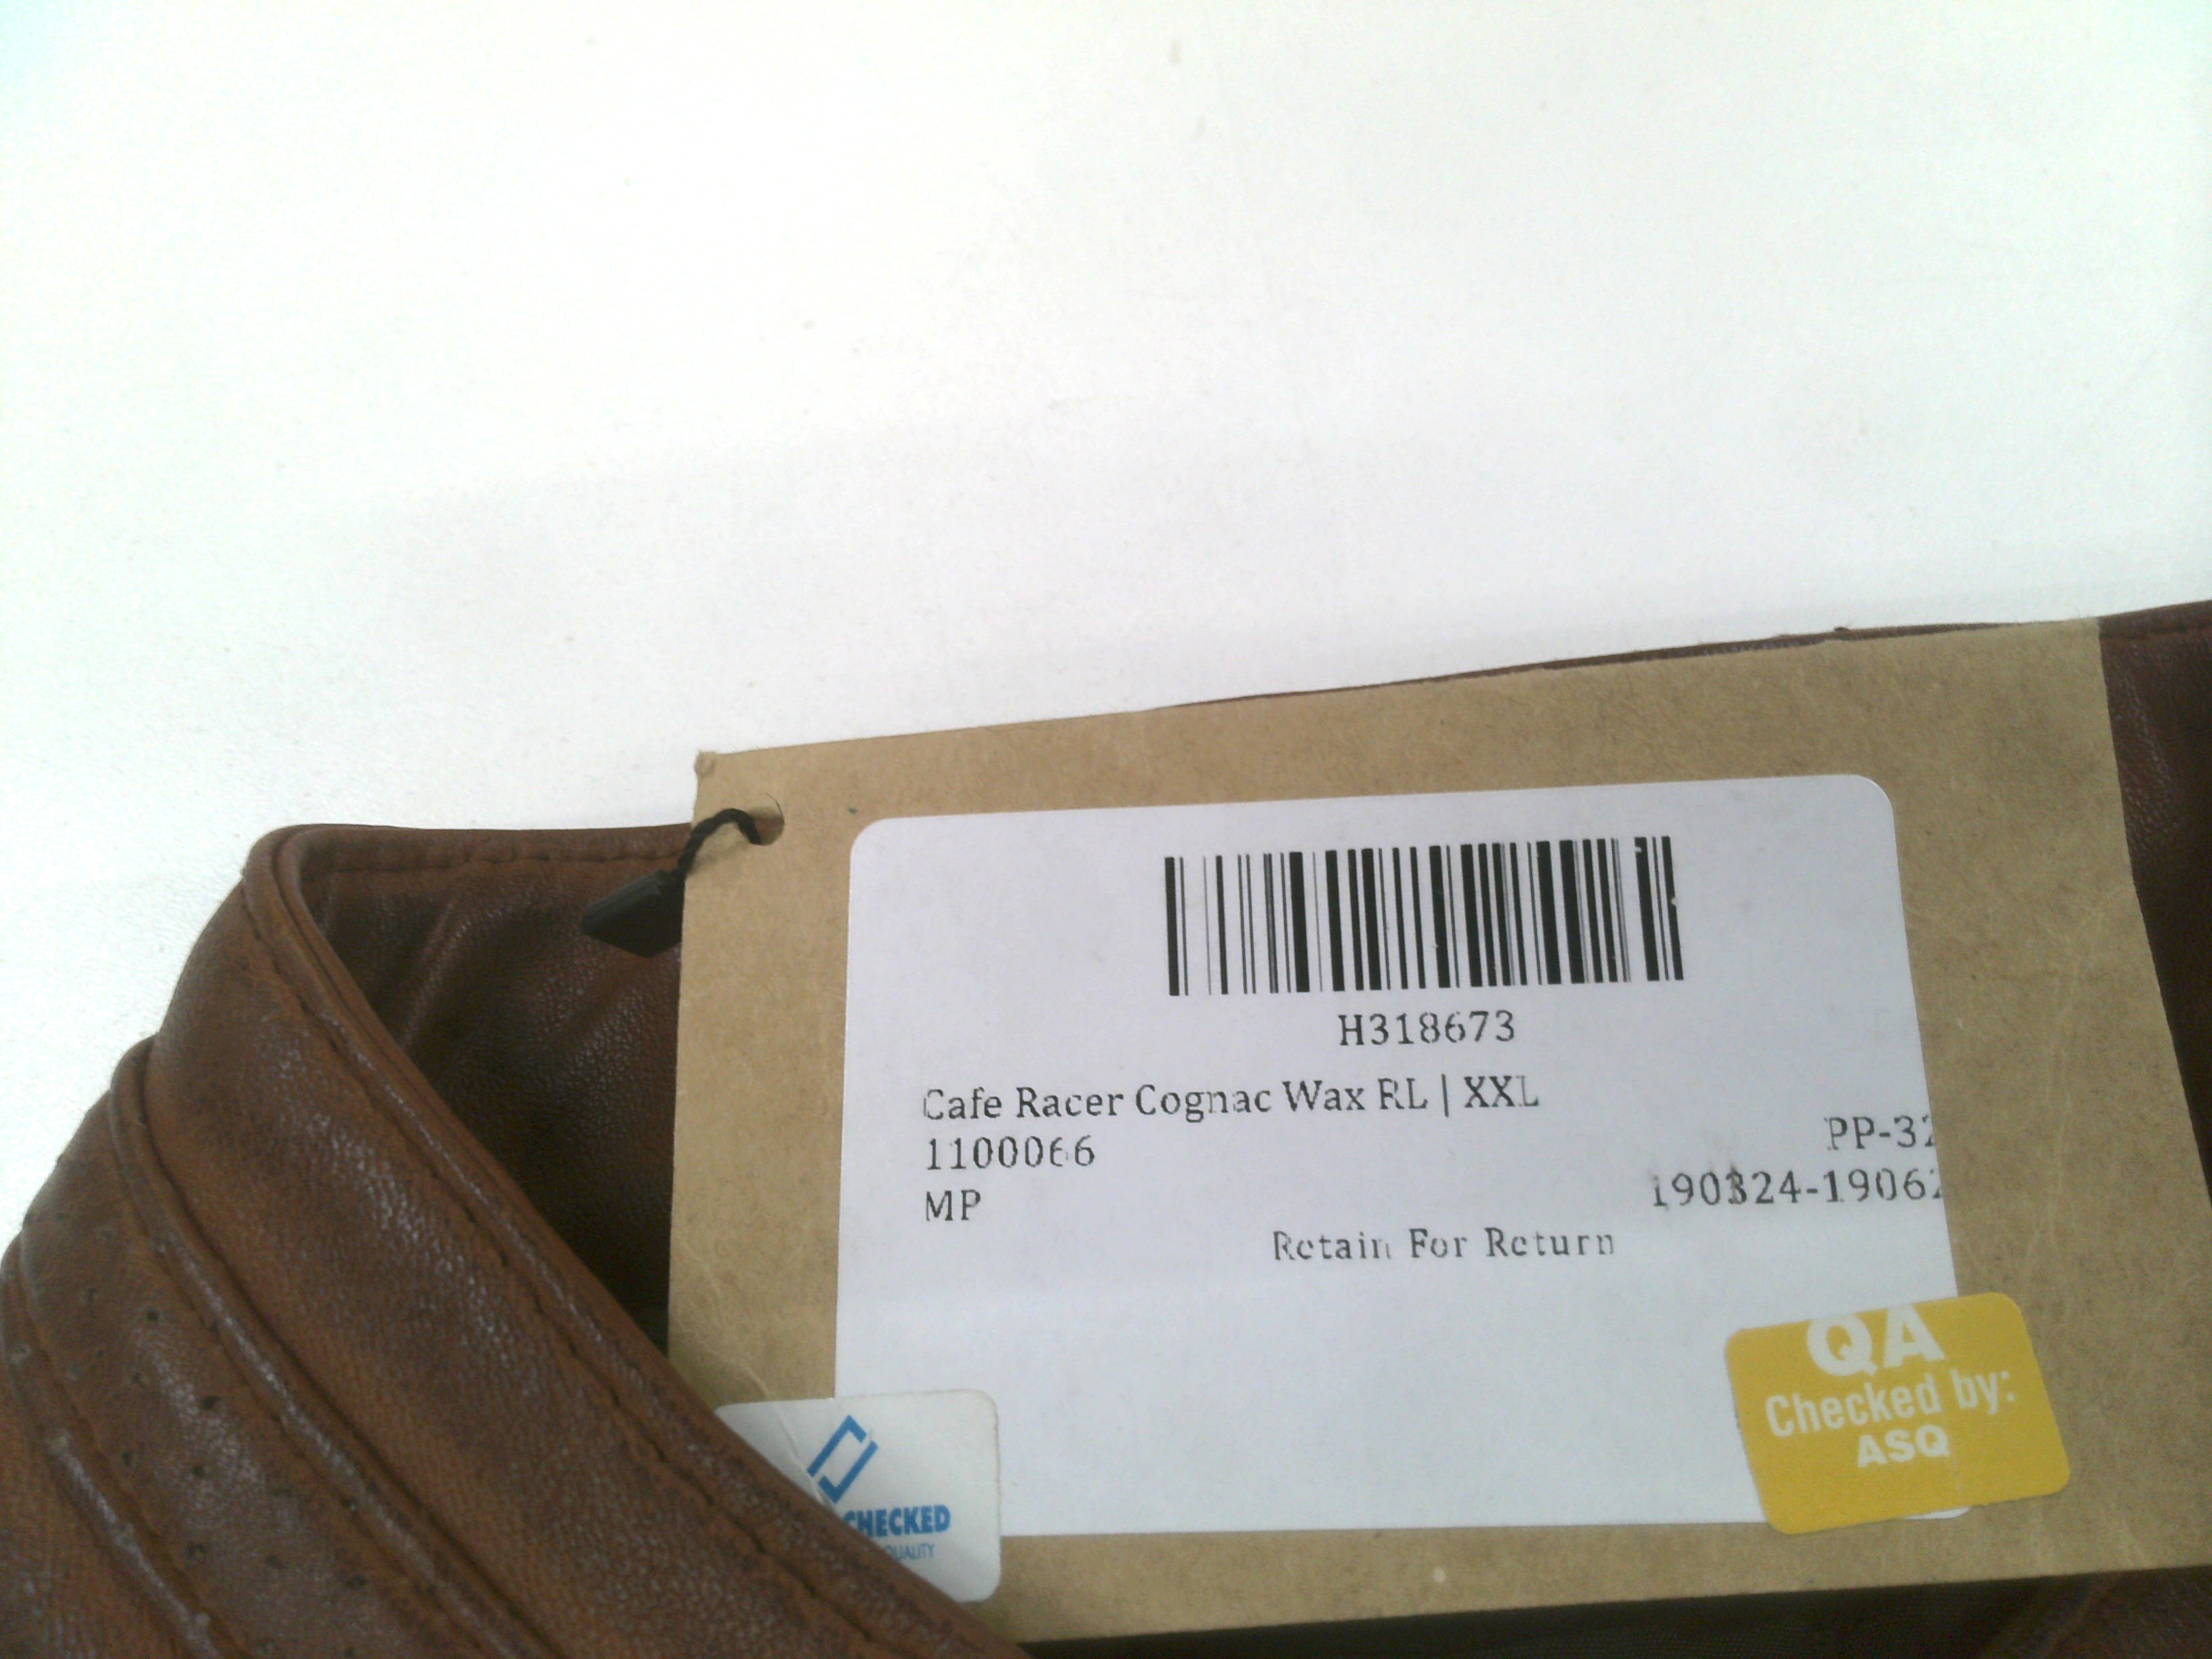 H318673
Cafe Racer Cognac Wax RL | XXL
1100066
PP-32
MP
190324-19062
Retain For Return
QA
Checked by:
ASQ
CHECKED
QUALITY